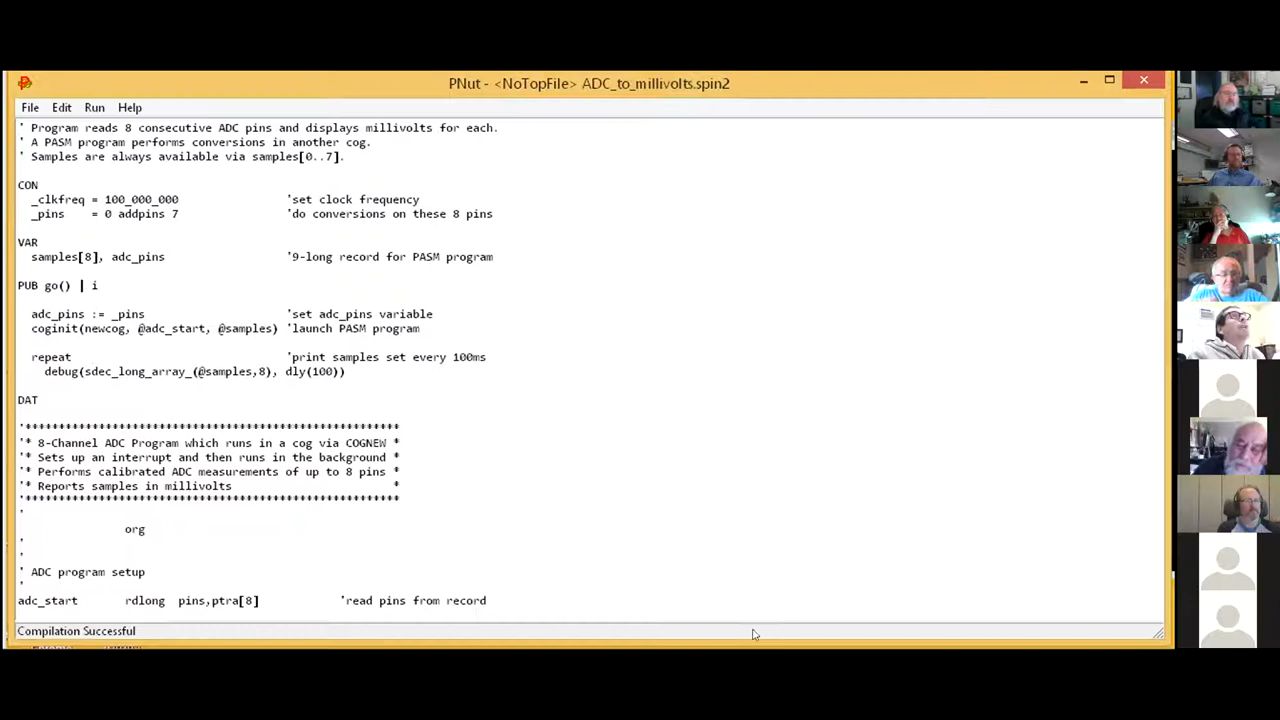 PNut - <NoTopFile> ADC_to_millivolts.spin2
File Edit Run Help
' Program reads 8 consecutive ADC pins and displays millivolts for each.
' A PASM program performs conversions in another cog.
' Samples are always available via samples[0..7].
CON
_clkfreq = 100_000_000 'set clock frequency
_pins = 0 addpins 7 'do conversions on these 8 pins
VAR
samples[8], adc_pins '9-long record for PASM program
PUB go() | i
adc_pins := _pins 'set adc_pins variable
coginit(newcog, @adc_start, @samples) 'launch PASM program
repeat 'print samples set every 100ms
debug(sdec_long_array_(@samples,8), dly(100))
DAT
'********************************************************
'* 8-Channel ADC Program which runs in a cog via COGNEW *
'* Sets up an interrupt and then runs in the background *
'* Performs calibrated ADC measurements of up to 8 pins *
'* Reports samples in millivolts *
'********************************************************
'
org
'
'
' ADC program setup
'
adc_start rdlong pins,ptra[8] 'read pins from record
Compilation Successful